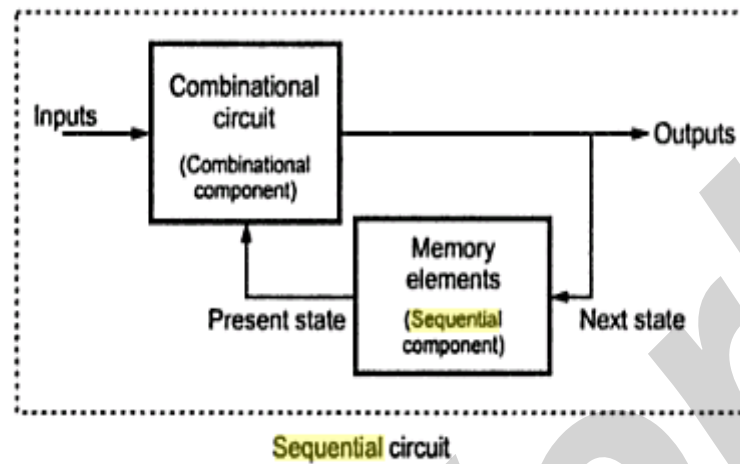 Combinational
circuit
(Combinational
component)
Inputs
Outputs
Memory
elements
(Sequential
component)
Present state
Next state
Sequential circuit